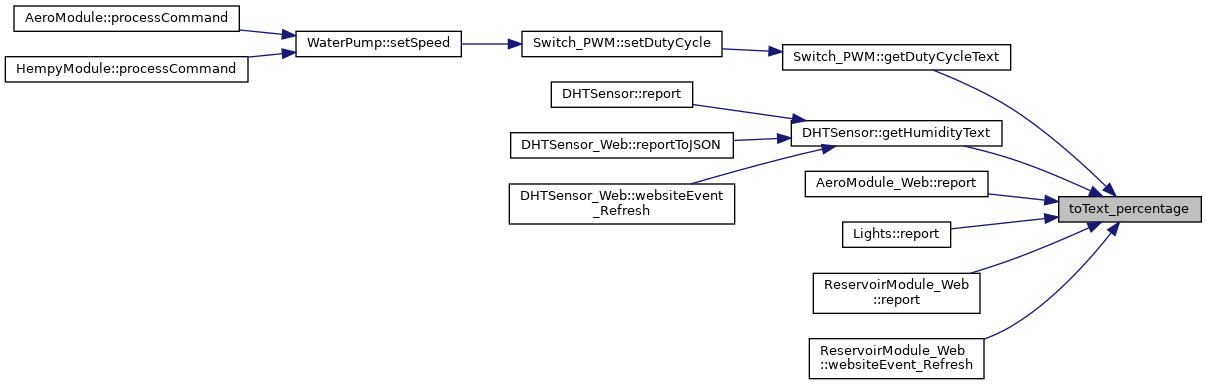 AeroModule::processCommand
HempyModule::processCommand
WaterPump::setSpeed
Switch_PWM::setDutyCycle
Switch_PWM::getDutyCycleText
DHTSensor::report
DHTSensor_Web::reportToJSON
DHTSensor_Web::websiteEvent
_Refresh
DHTSensor::getHumidityText
AeroModule_Web::report
Lights::report
ReservoirModule_Web
::report
ReservoirModule_Web
::websiteEvent_Refresh
toText_percentage